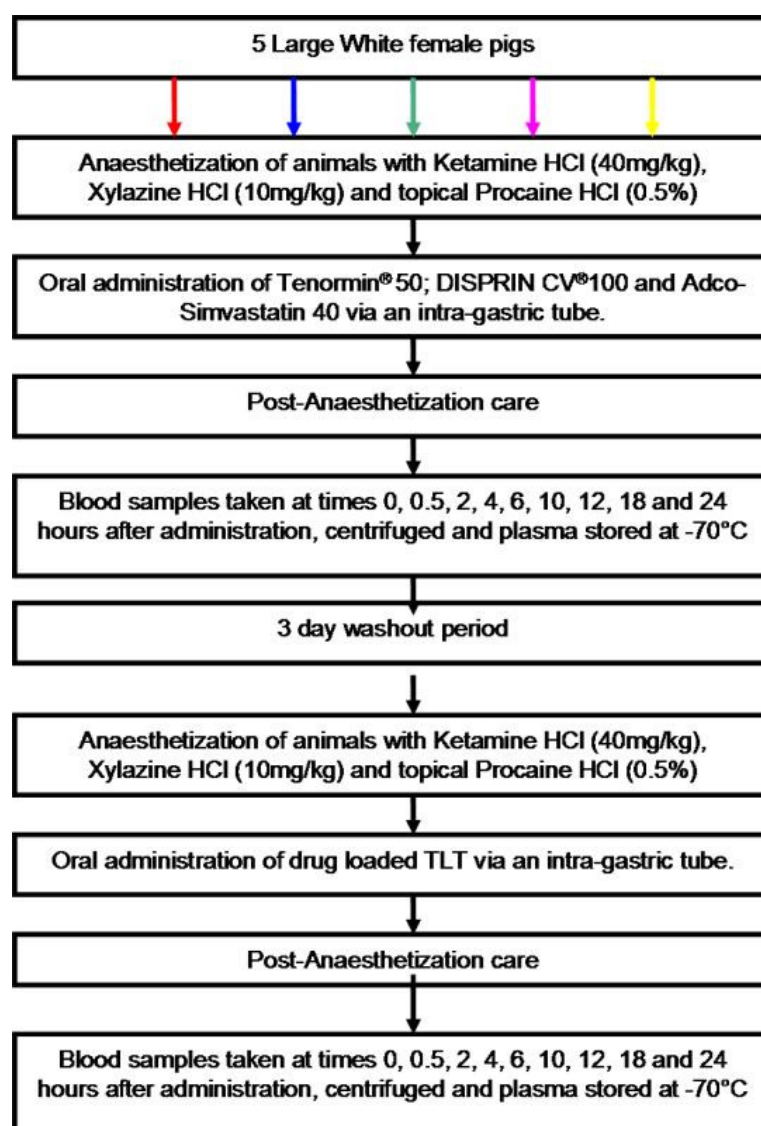 5 Large White female pigs
Anaesthetization of animals with Ketamine HCl (40mg/kg),
Xylazine HCl (10mg/kg) and topical Procaine HCl (0.5%)
Oral administration of Tenormin® 50; DISPRIN CV®100 and Adco-
Simvastatin 40 via an intra-gastric tube.
Post-Anaesthetization care
Blood samples taken at times 0, 0.5, 2, 4, 6, 10, 12, 18 and 24
hours after administration, centrifuged and plasma stored at -70°C
3 day washout period
Anaesthetization of animals with Ketamine HCl (40mg/kg),
Xylazine HCl (10mg/kg) and topical Procaine HCl (0.5%)
Oral administration of drug loaded TLT via an intra-gastric tube.
Post-Anaesthetization care
Blood samples taken at times 0, 0.5, 2, 4, 6, 10, 12, 18 and 24
hours after administration, centrifuged and plasma stored at -70°C